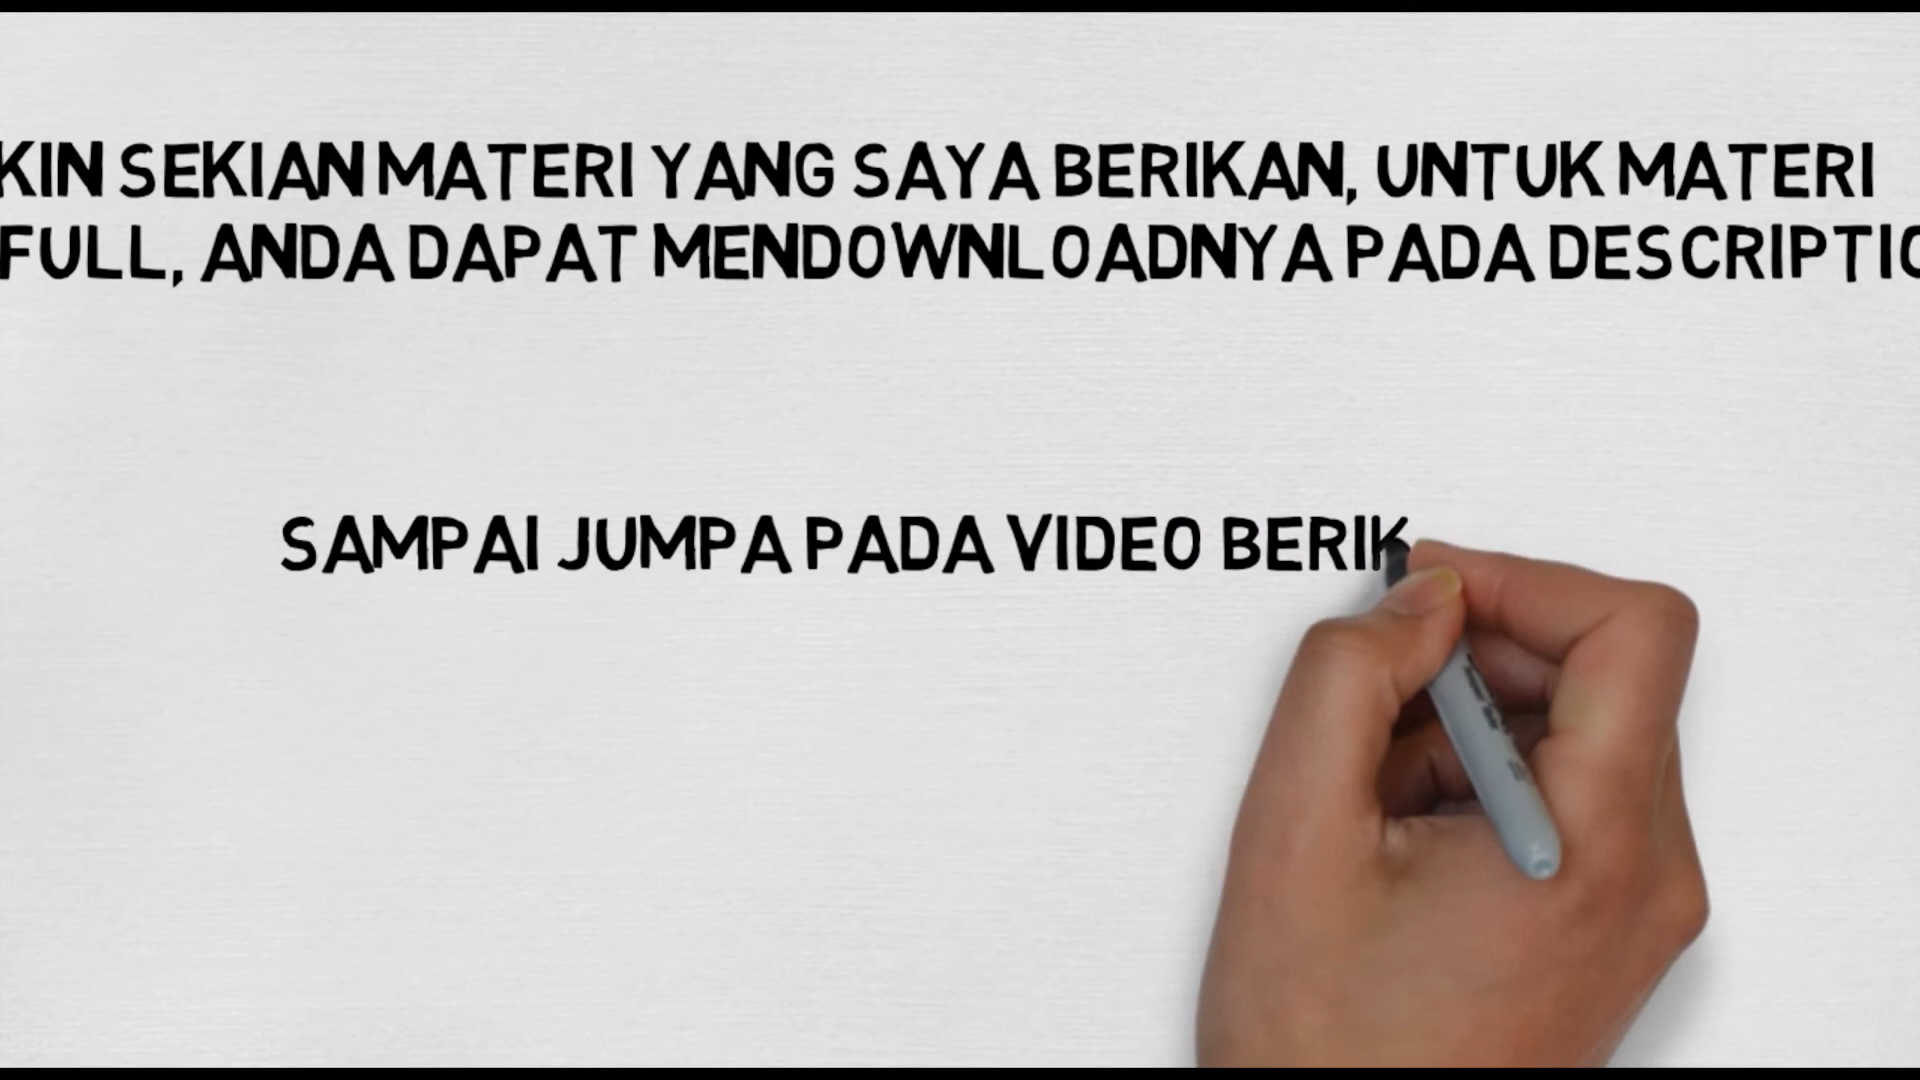 KIN SEKIAN MATERI YANG SAYA BERIKAN, UNTUK MATERI
FULL, ANDA DAPAT MENDOWNLOADNYA PADA DESCRIPTIO
SAMPAI JUMPA PADA VIDEO BERIK